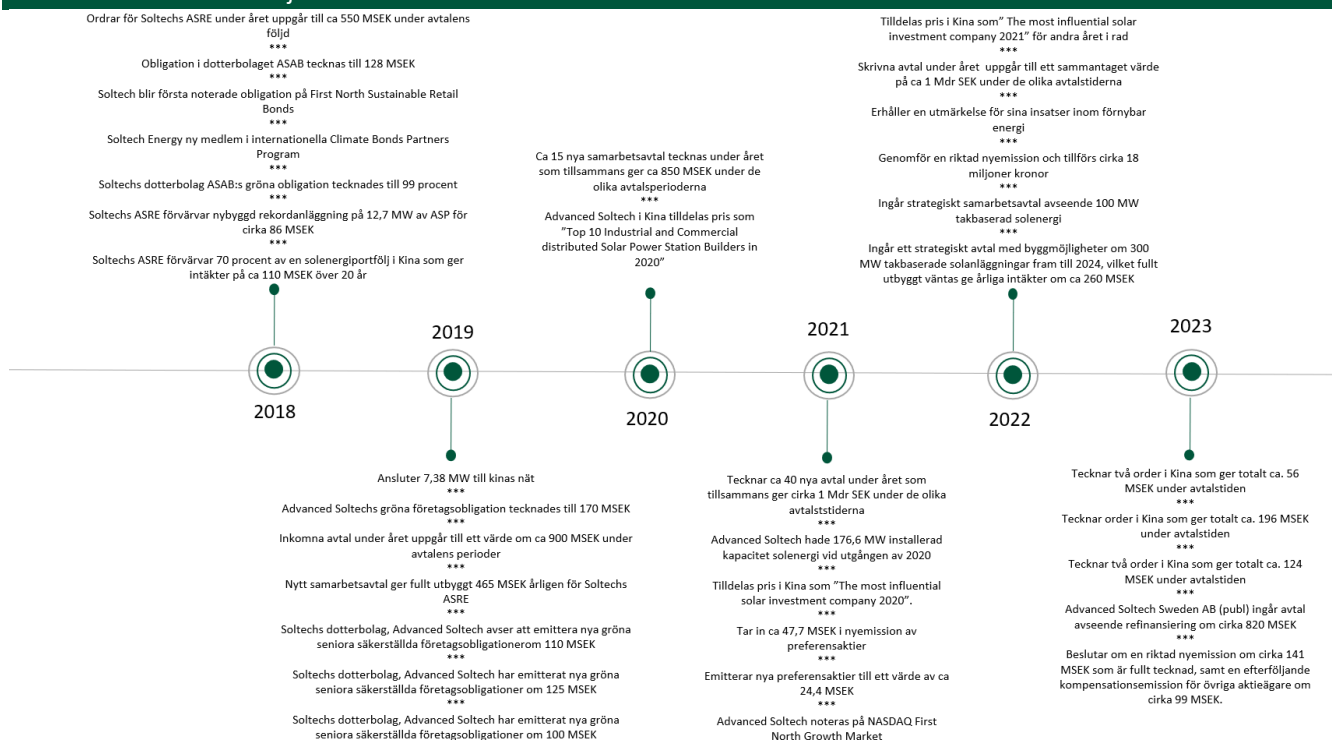 Ordrar för Soltechs ASRE under året uppgår till ca 550 MSEK under avtalens
följd
***
Obligation i dotterbolaget ASAB tecknas till 128 MSEK
***
Soltech blir första noterade obligation på First North Sustainable Retail
Bonds
***
Soltech Energy ny medlem i internationella Climate Bonds Partners
Program
***
Soltechs dotterbolag ASAB:s gröna obligation tecknades till 99 procent
***
Soltechs ASRE förvärvar nybyggd rekordanläggning på 12,7 MW av ASP för
cirka 86 MSEK
***
Soltechs ASRE förvärvar 70 procent av en solenergiportfölj i Kina som ger
intäkter på ca 110 MSEK över 20 år
2018
2019
Ansluter 7,38 MW till kinas nät
***
Advanced Soltechs gröna företagsobligation tecknades till 170 MSEK
***
Inkomna avtal under året uppgår till ett värde om ca 900 MSEK under
avtalens perioder
***
Nytt samarbetsavtal ger fullt utbyggt 465 MSEK årligen för Soltechs
ASRE
***
Soltechs dotterbolag, Advanced Soltech avser att emittera nya gröna
seniora säkerställda företagsobligationerom 110 MSEK
***
Soltechs dotterbolag, Advanced Soltech har emitterat nya gröna
seniora säkerställda företagsobligationer om 125 MSEK
***
Soltechs dotterbolag, Advanced Soltech har emitterat nya gröna
seniora säkerställda företagsobligationer om 100 MSEK
Ca 15 nya samarbetsavtal tecknas under året
som tillsammans ger ca 850 MSEK under de
olika avtalsperioderna
***
Advanced Soltech i Kina tilldelas pris som
”Top 10 Industrial and Commercial
distributed Solar Power Station Builders in
2020”
2020
2021
Tecknar ca 40 nya avtal under året som
tillsammans ger cirka 1 Mdr SEK under de olika
avtalststiderna
***
Advanced Soltech hade 176,6 MW installerad
kapacitet solenergi vid utgången av 2020
***
Tilldelas pris i Kina som ”The most influential
solar investment company 2020”.
***
Tar in ca 47,7 MSEK i nyemission av
preferensaktier
***
Emitterar nya preferensaktier till ett värde av ca
24,4 MSEK
***
Advanced Soltech noteras på NASDAQ First
North Growth Market
Tilldelas pris i Kina som” The most influential solar
investment company 2021” för andra året i rad
***
Skrivna avtal under året uppgår till ett sammantaget värde
på ca 1 Mdr SEK under de olika avtalstiderna
***
Erhåller en utmärkelse för sina insatser inom förnybar
energi
***
Genomför en riktad nyemission och tillförs cirka 18
miljoner kronor
***
Ingår strategiskt samarbetsavtal avseende 100 MW
takbaserad solenergi
***
Ingår ett strategiskt avtal med byggmöjligheter om 300
MW takbaserade solanläggningar fram till 2024, vilket fullt
utbyggt väntas ge årliga intäkter om ca 260 MSEK
2022
2023
Tecknar två order i Kina som ger totalt ca. 56
MSEK under avtalstiden
***
Tecknar order i Kina som ger totalt ca. 196 MSEK
under avtalstiden
***
Tecknar två order i Kina som ger totalt ca. 124
MSEK under avtalstiden
***
Advanced Soltech Sweden AB (publ) ingår avtal
avseende refinansiering om cirka 820 MSEK
***
Beslutar om en riktad nyemission om cirka 141
MSEK som är fullt tecknad, samt en efterföljande
kompensationsemission för övriga aktieägare om
cirka 99 MSEK.